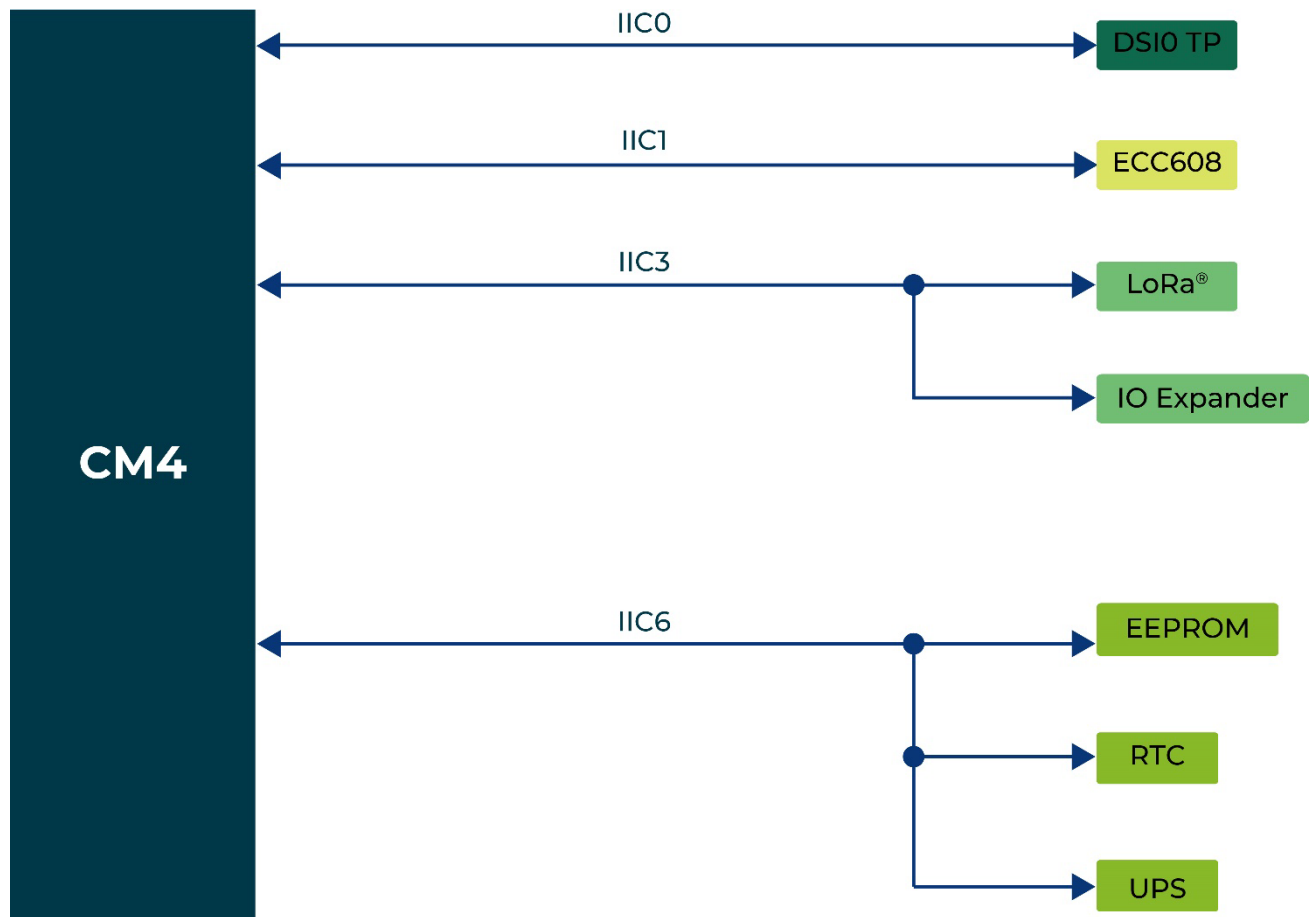 IIC0
DSI0 TP
IIC1
ECC608
IIC3
LoRa®
IO Expander
CM4
IIC6
EEPROM
RTC
UPS